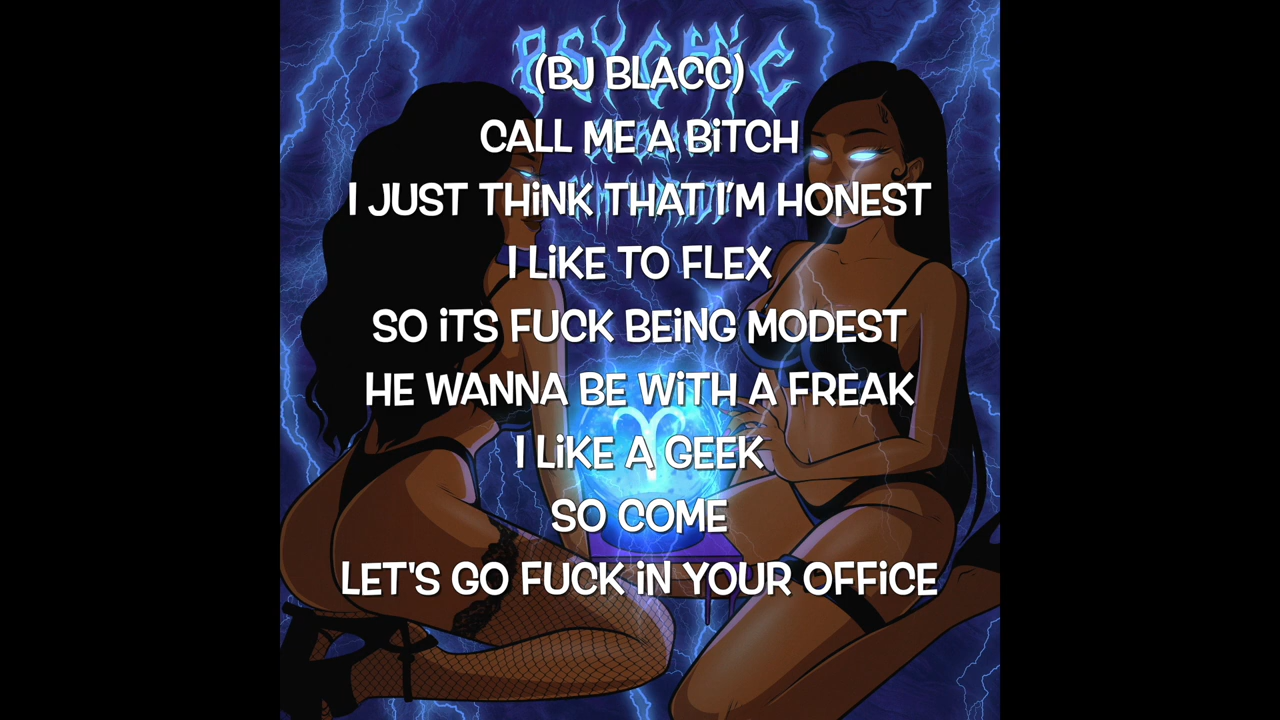 PSYCHIC
(BJ BLACC)
CALL ME A BITCH
I JUST THINK THAT I'M HONEST
I LIKE TO FLEX
SO ITS FUCK BEING MODEST
HE WANNA BE WITH A FREAK
I LIKE A GEEK
SO COME
LET'S GO FUCK IN YOUR OFFICE